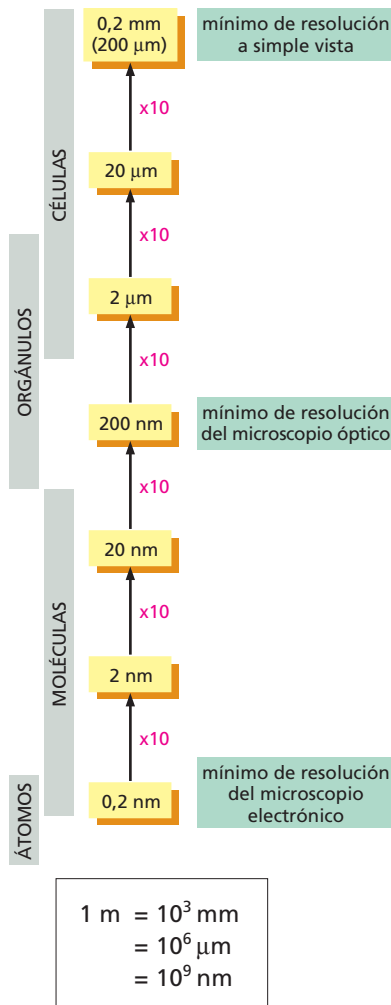 0,2 mm
(200 µm)
mínimo de resolución
a simple vista
x10
CÉLULAS
20 µm
x10
2 µm
ORGÁNULOS
x10
200 nm
mínimo de resolución
del microscopio óptico
x10
20 nm
MOLÉCULAS
x10
2 nm
x10
0,2 nm
mínimo de resolución
del microscopio
electrónico
ÁTOMOS
1 m = 10³ mm
= 10⁶ µm
= 10⁹ nm